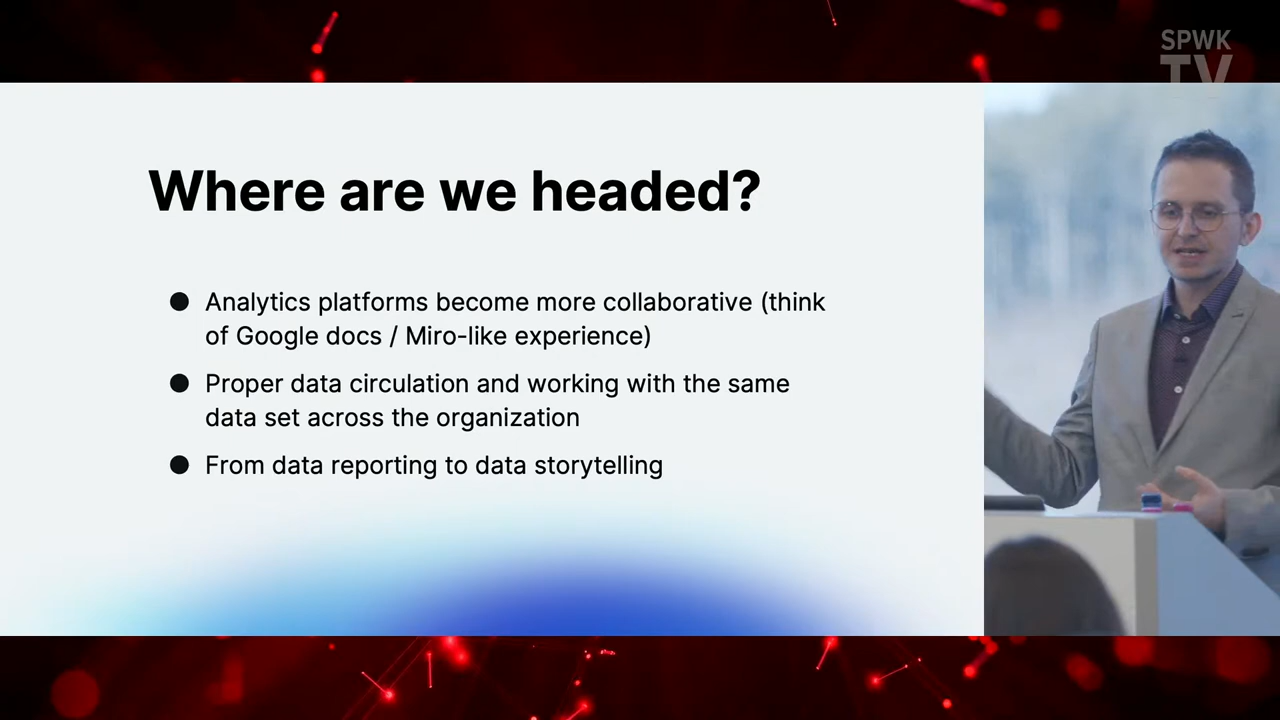 SPWK
TV
Where are we headed?
Analytics platforms become more collaborative (think
of Google docs / Miro-like experience)
Proper data circulation and working with the same
data set across the organization
From data reporting to data storytelling